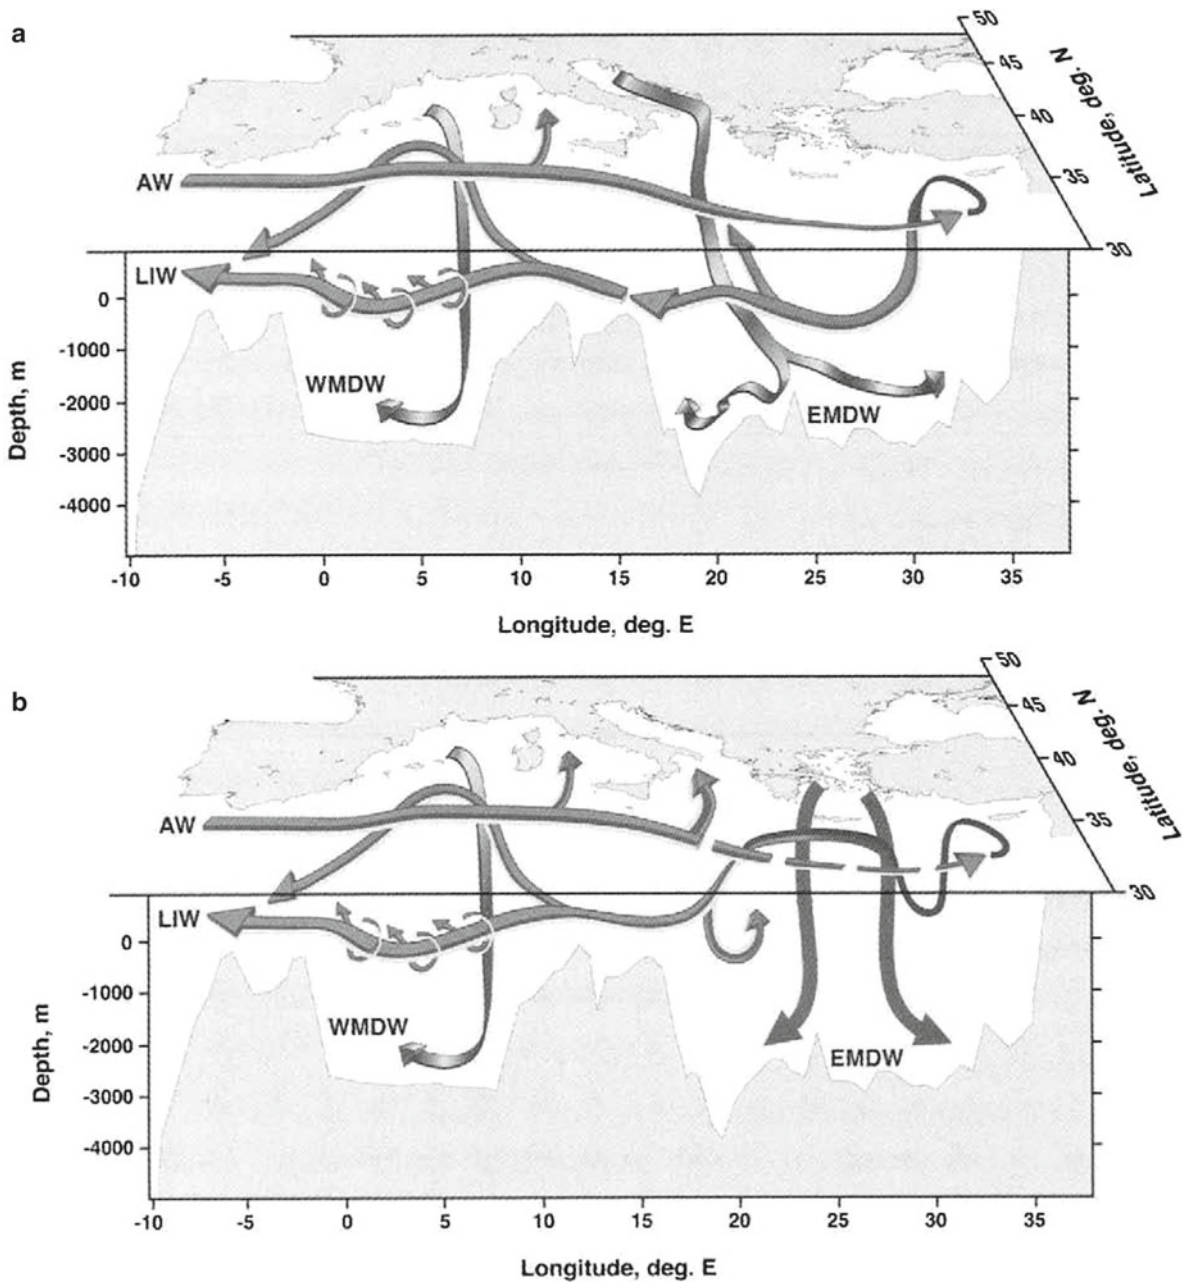 a
50
45
40
35
30
Latitude, deg. N
AW
LIW
WMDW
EMDW
0
-1000
-2000
-3000
-4000
Depth, m
-10 -5 0 5 10 15 20 25 30 35
Longitude, deg. E
b
50
45
40
35
30
Latitude, deg. N
AW
LIW
WMDW
EMDW
0
-1000
-2000
-3000
-4000
Depth, m
-10 -5 0 5 10 15 20 25 30 35
Longitude, deg. E